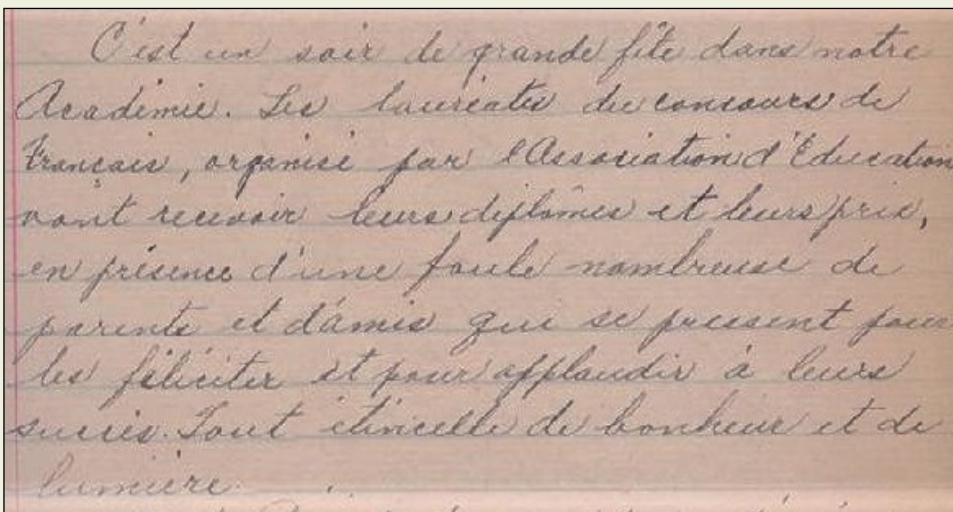 C'est un soir de grande fête dans notre
Académie. Les lauréates du concours de
Français, organisé par l'Association d'Education
vont recevoir leurs diplômes et leurs prix,
en présence d'une foule nombreuse de
parents et d'amis qui se pressent pour
les féliciter et pour applaudir à leurs
succès. Tout étincelle de bonheur et de
lumière.